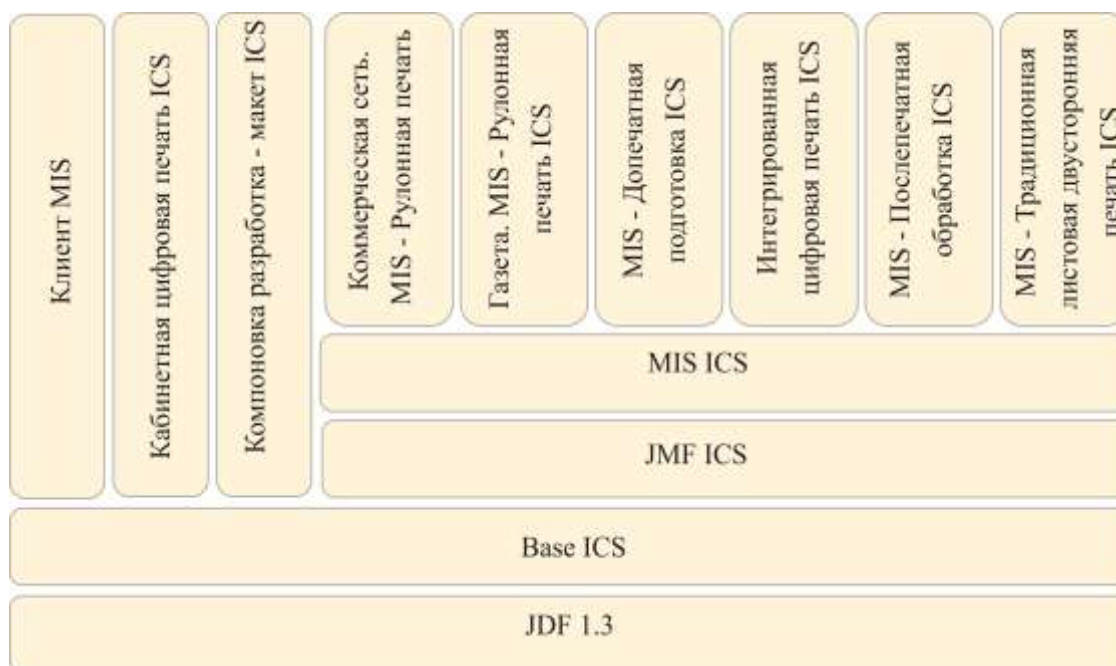 Клиент MIS
Кабинетная цифровая печать ICS
Компоновка разработка - макет ICS
Коммерческая сеть.
MIS - Рулонная печать
Газета. MIS - Рулонная
печать ICS
MIS - Допечатная
подготовка ICS
Интегрированная
цифровая печать ICS
MIS - Послепечатная
обработка ICS
MIS - Традиционная
листовая двусторонняя
печать ICS
MIS ICS
JMF ICS
Base ICS
JDF 1.3